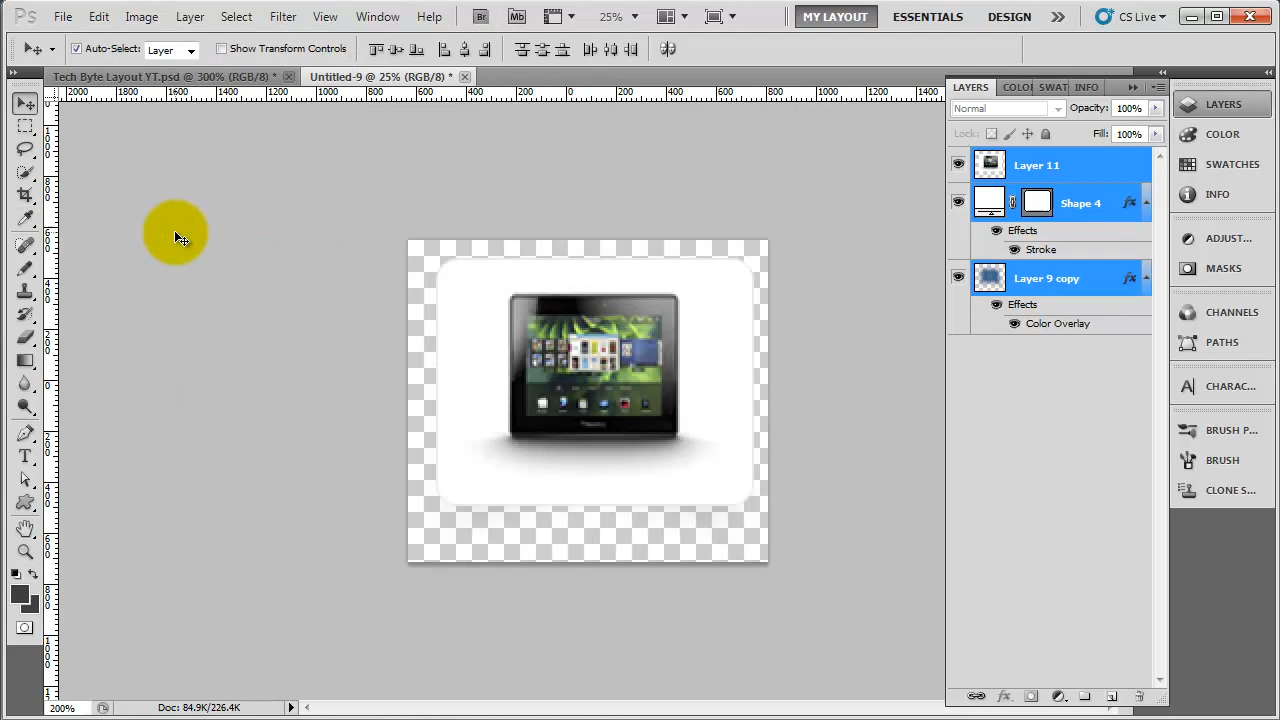 Ps File Edit Image Layer Select Filter View Window Help Br Mb 25% MY LAYOUT ESSENTIALS DESIGN CS Live
Auto-Select: Layer Show Transform Controls
Tech Byte Layout YT.psd @ 300% (RGB/8) * Untitled-9 @ 25% (RGB/8) *
2000 1800 1600 1400 1200 1000 800 600 400 200 0 200 400 600 800 1000 1200 1400
LAYERS COLO SWAT INFO
Normal Opacity: 100%
Lock: Fill: 100%
Layer 11
Shape 4 fx
Effects
Stroke
Layer 9 copy fx
Effects
Color Overlay
LAYERS
COLOR
SWATCHES
INFO
ADJUST...
MASKS
CHANNELS
PATHS
CHARAC...
BRUSH P...
BRUSH
CLONE S...
200% Doc: 84.9K/226.4K